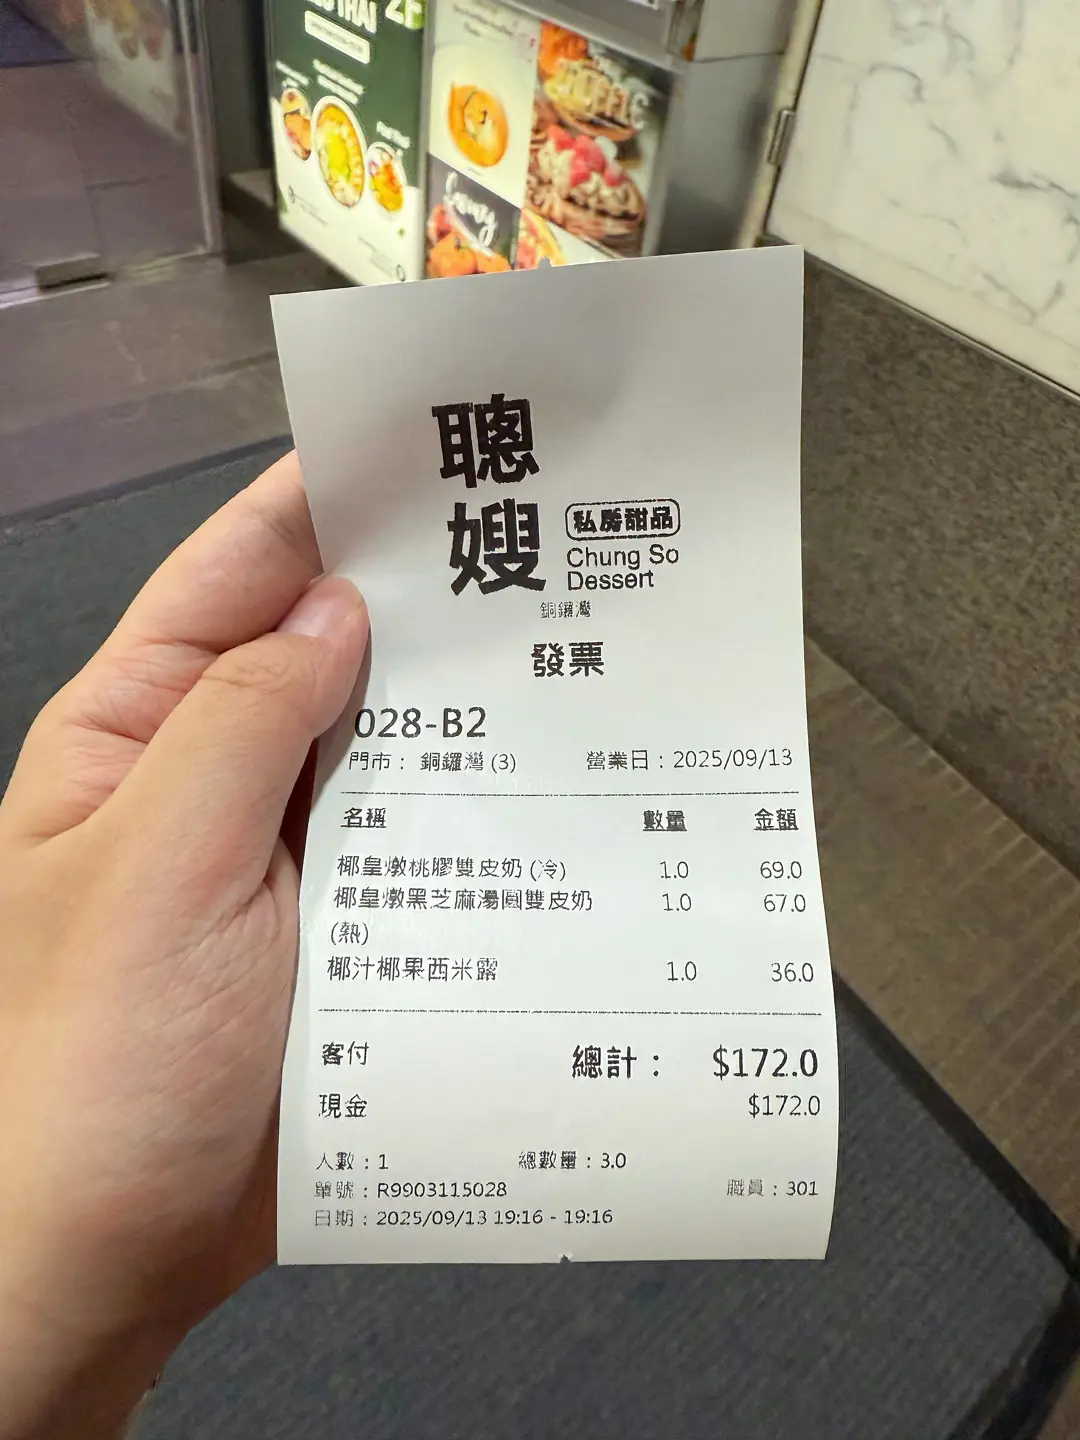 2F
THAI
Pad Thai
聰嫂
私房甜品
Chung So
Dessert
銅鑼灣
發票
028-B2
門市： 銅鑼灣 (3) 營業日：2025/09/13
名稱 數量 金額
椰皇燉桃膠雙皮奶 (冷) 1.0 69.0
椰皇燉黑芝麻湯圓雙皮奶 1.0 67.0
(熱)
椰汁椰果西米露 1.0 36.0
客付 總計： $172.0
現金 $172.0
人數：1 總數量：3.0
單號：R9903115028 職員：301
日期：2025/09/13 19:16 - 19:16